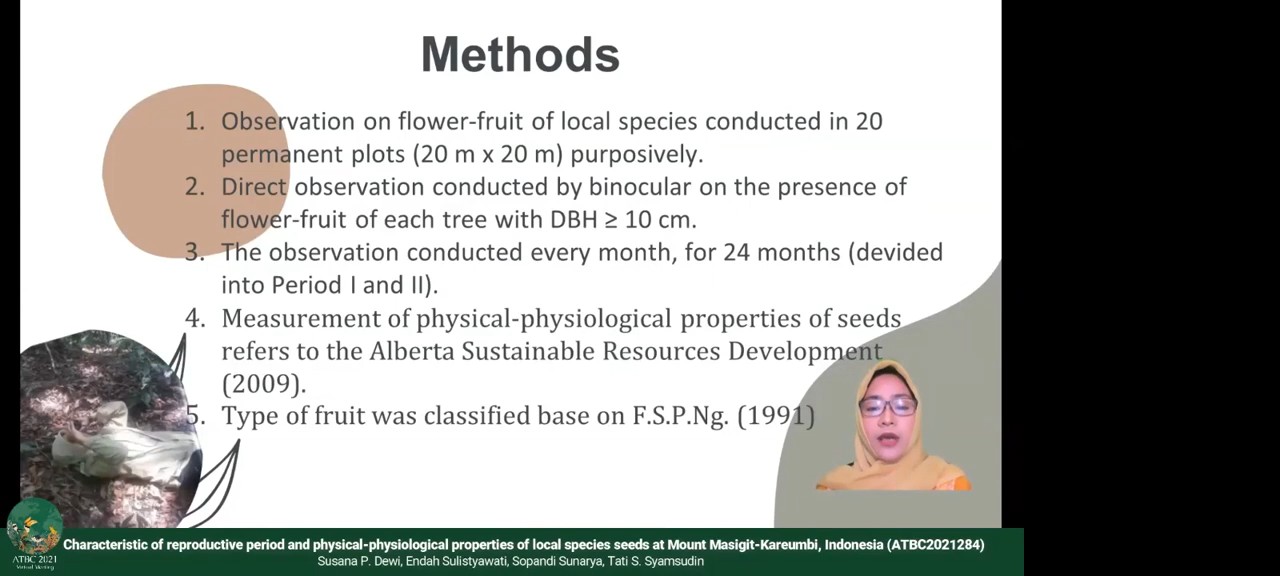 Methods
1. Observation on flower-fruit of local species conducted in 20
permanent plots (20 m x 20 m) purposively.
2. Direct observation conducted by binocular on the presence of
flower-fruit of each tree with DBH ≥ 10 cm.
3. The observation conducted every month, for 24 months (devided
into Period I and II).
4. Measurement of physical-physiological properties of seeds
refers to the Alberta Sustainable Resources Development
(2009).
5. Type of fruit was classified base on F.S.P.Ng. (1991)
ATBC 2021
Virtual Meeting
Characteristic of reproductive period and physical-physiological properties of local species seeds at Mount Masigit-Kareumbi, Indonesia (ATBC2021284)
Susana P. Dewi, Endah Sulistyawati, Sopandi Sunarya, Tati S. Syamsudin